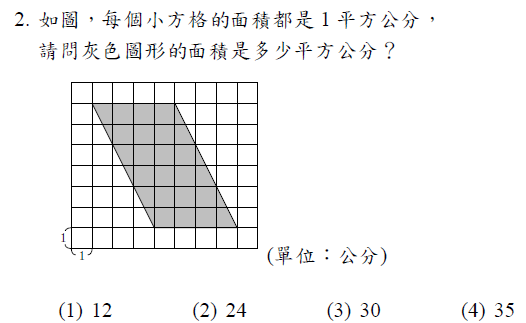 2. 如圖，每個小方格的面積都是 1 平方公分，
請問灰色圖形的面積是多少平方公分？
1
1
(單位：公分)
(1) 12 (2) 24 (3) 30 (4) 35